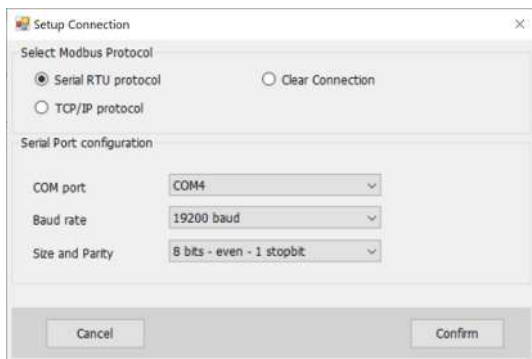 Setup Connection
Select Modbus Protocol
Serial RTU protocol
Clear Connection
TCP/IP protocol
Serial Port configuration
COM port
COM4
Baud rate
19200 baud
Size and Parity
8 bits - even - 1 stopbit
Cancel
Confirm